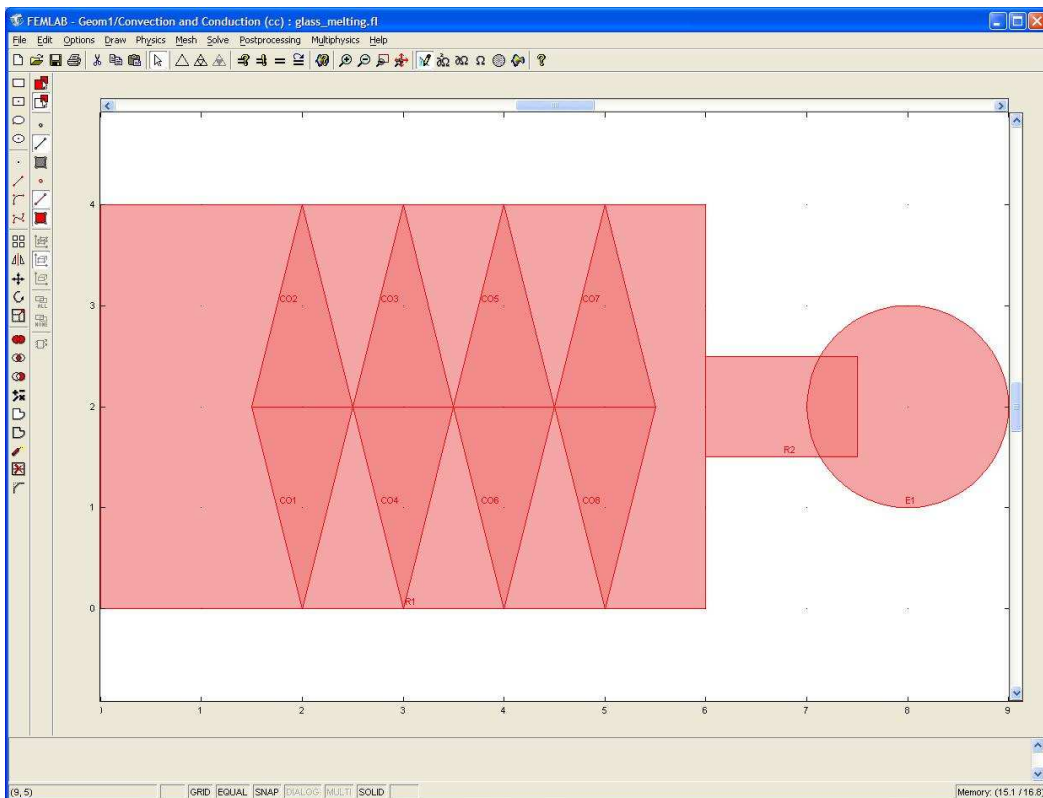 FEMLAB - Geom1/Convection and Conduction (cc) : glass_melting.fl
File Edit Options Draw Physics Mesh Solve Postprocessing Multiphysics Help
4
CO2 CO3 CO5 CO7
3
2
R2
CO1 CO4 CO6 CO8 E1
1
R1
0
1 2 3 4 5 6 7 8 9
(9, 5) GRID EQUAL SNAP DIALOG MULTI SOLID Memory: (15.1 / 16.8)